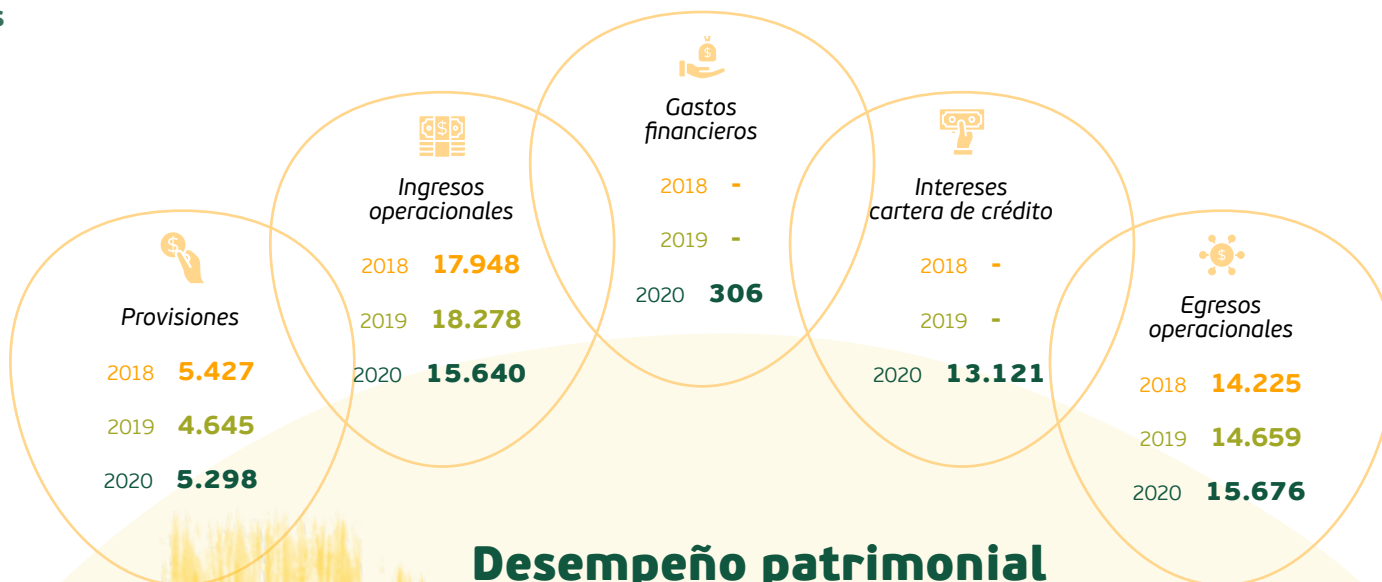 s
Provisiones
2018 5.427
2019 4.645
2020 5.298
Ingresos
operacionales
2018 17.948
2019 18.278
2020 15.640
Gastos
financieros
2018 -
2019 -
2020 306
Intereses
cartera de crédito
2018 -
2019 -
2020 13.121
Egresos
operacionales
2018 14.225
2019 14.659
2020 15.676
Desempeño patrimonial